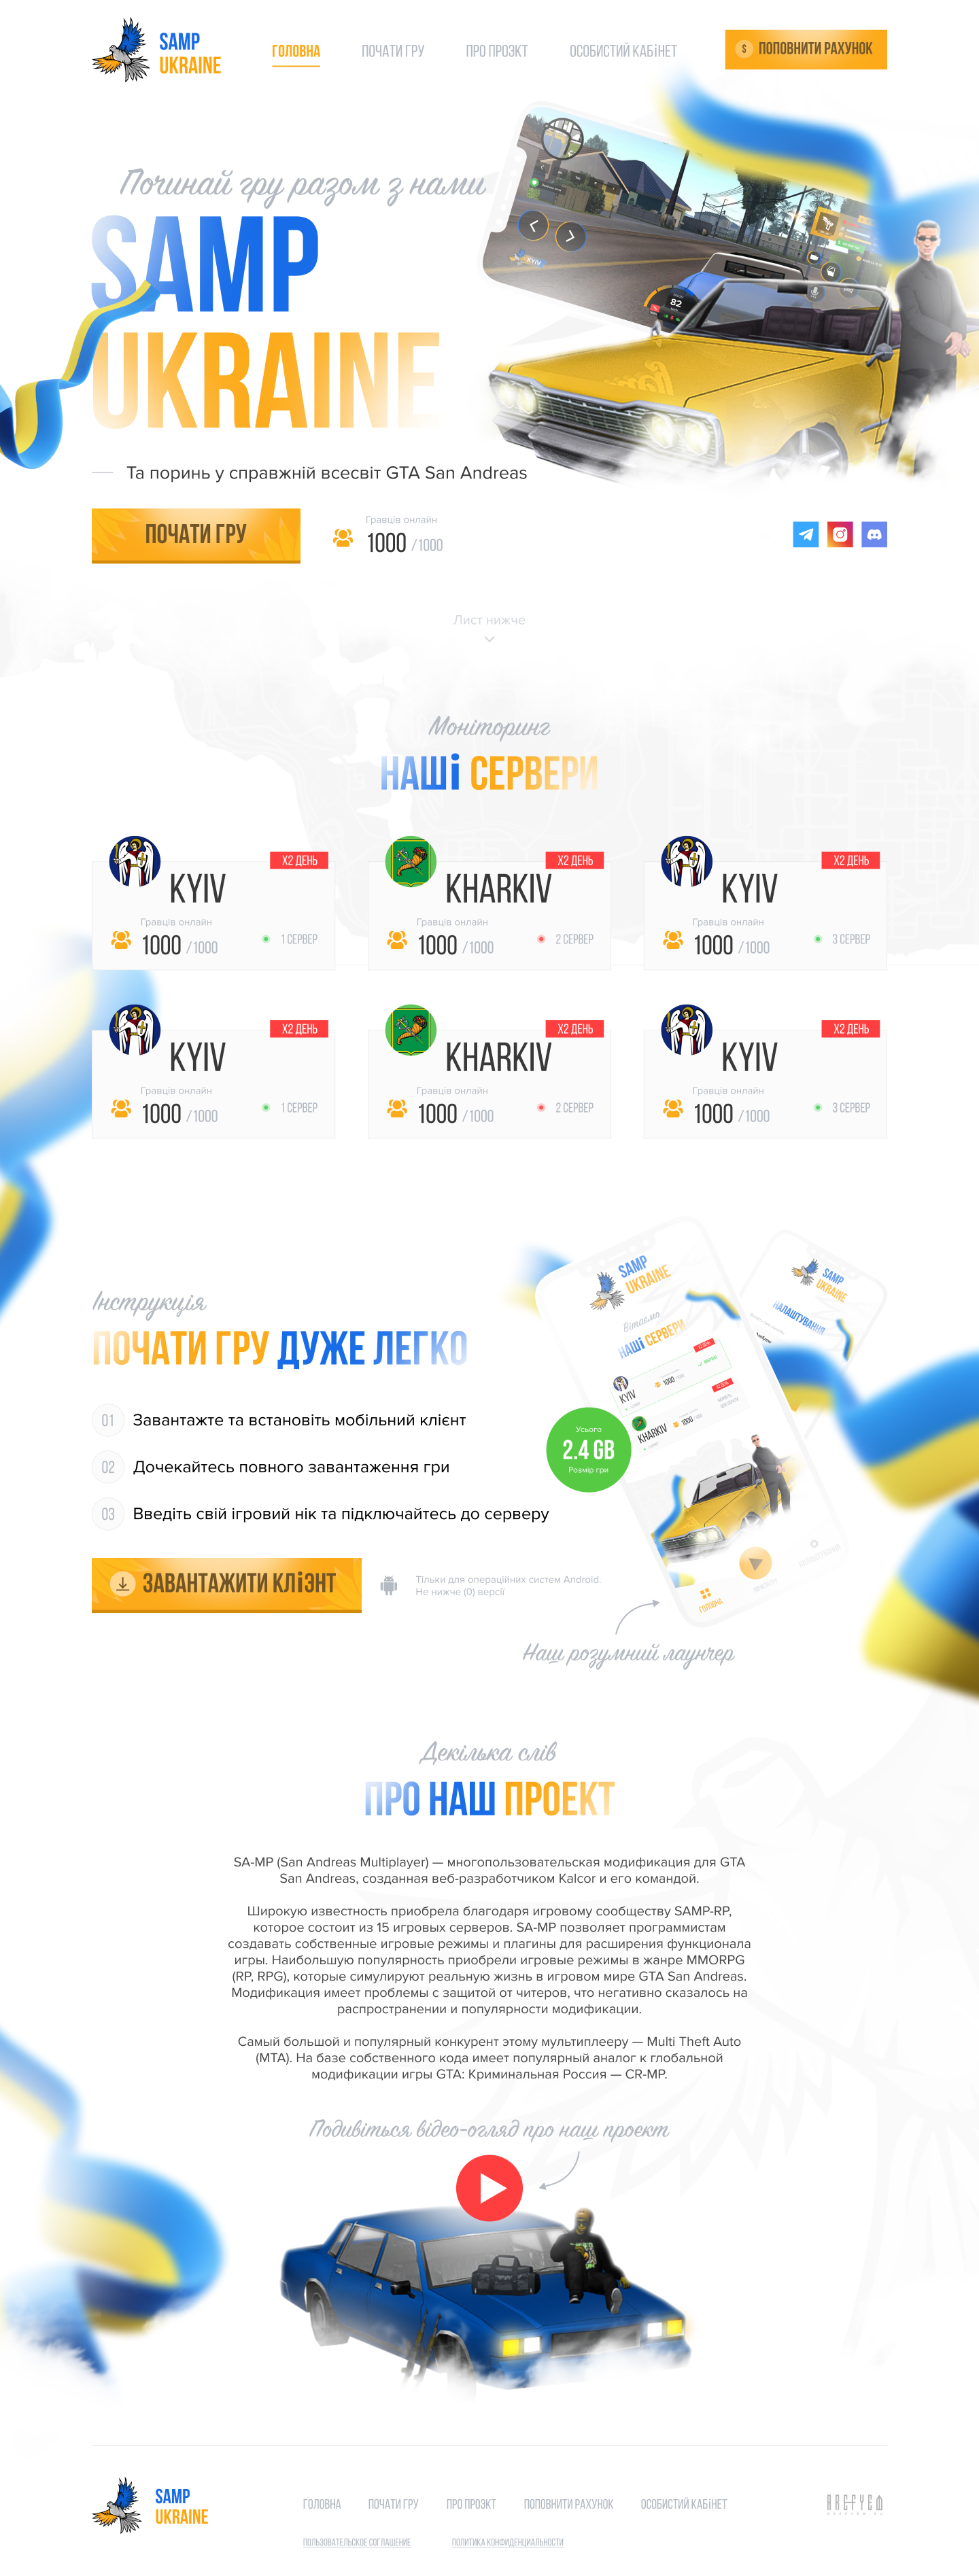 SAMP
UKRAINE
ГОЛОВНА
ПОЧАТИ ГРУ
ПРО ПРОЭКТ
ОСОБИСТИЙ КАБіНЕТ
$ ПОПОВНИТИ РАХУНОК
Починай гру разом з нами
SAMP
UKRAINE
KYIV
82
Та поринь у справжній всесвіт GTA San Andreas
ПОЧАТИ ГРУ
Гравців онлайн
1000 /1000
Лист нижче
Моніторинг
НАШі СЕРВЕРИ
X2 ДЕНЬ
KYIV
Гравців онлайн
1000 /1000
1 СЕРВЕР
X2 ДЕНЬ
KHARKIV
Гравців онлайн
1000 /1000
2 СЕРВЕР
X2 ДЕНЬ
KYIV
Гравців онлайн
1000 /1000
3 СЕРВЕР
X2 ДЕНЬ
KYIV
Гравців онлайн
1000 /1000
1 СЕРВЕР
X2 ДЕНЬ
KHARKIV
Гравців онлайн
1000 /1000
2 СЕРВЕР
X2 ДЕНЬ
KYIV
Гравців онлайн
1000 /1000
3 СЕРВЕР
Інструкція
ПОЧАТИ ГРУ ДУЖЕ ЛЕГКО
01 Завантажте та встановіть мобільний клієнт
02 Дочекайтесь повного завантаження гри
03 Введіть свій ігровий нік та підключайтесь до серверу
ЗАВАНТАЖИТИ КЛіЭНТ
Тільки для операційних систем Android.
Не нижче (0) версії
SAMP
UKRAINE
Вітаємо
НАШі СЕРВЕРИ
KYIV
1000
KHARKIV
1000
ГОЛОВНА
SAMP
UKRAINE
НАЛАШТУВАННЯ
Усього
2.4 GB
Розмір гри
Наш розумний лаунчер
Декілька слів
ПРО НАШ ПРОЕКТ
SA-MP (San Andreas Multiplayer) — многопользовательская модификация для GTA
San Andreas, созданная веб-разработчиком Kalcor и его командой.
Широкую известность приобрела благодаря игровому сообществу SAMP-RP,
которое состоит из 15 игровых серверов. SA-MP позволяет программистам
создавать собственные игровые режимы и плагины для расширения функционала
игры. Наибольшую популярность приобрели игровые режимы в жанре MMORPG
(RP, RPG), которые симулируют реальную жизнь в игровом мире GTA San Andreas.
Модификация имеет проблемы с защитой от читеров, что негативно сказалось на
распространении и популярности модификации.
Самый большой и популярный конкурент этому мультиплееру — Multi Theft Auto
(MTA). На базе собственного кода имеет популярный аналог к глобальной
модификации игры GTA: Криминальная Россия — CR-MP.
Подивіться відео-огляд про наш проект
SAMP
UKRAINE
ГОЛОВНА
ПОЧАТИ ГРУ
ПРО ПРОЭКТ
ПОПОВНИТИ РАХУНОК
ОСОБИСТИЙ КАБіНЕТ
ПОЛЬЗОВАТЕЛЬСКОЕ СОГЛАШЕНИЕ
ПОЛИТИКА КОНФИДЕНЦИАЛЬНОСТИ